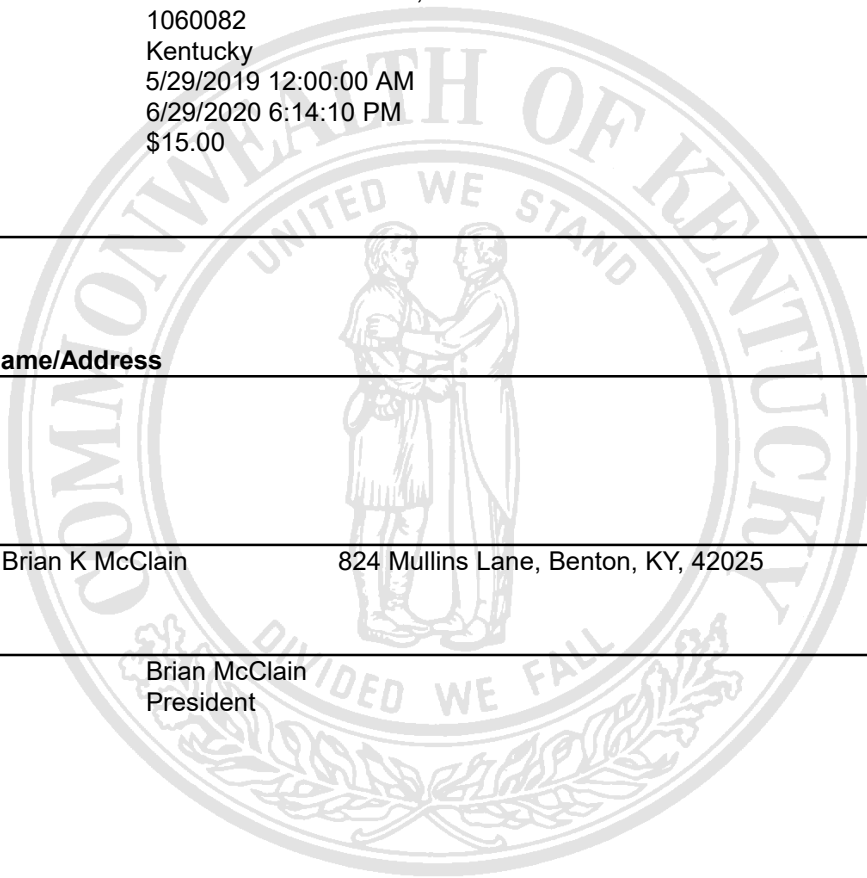 1060082
Kentucky
5/29/2019 12:00:00 AM
6/29/2020 6:14:10 PM
$15.00
COMMONWEALTH OF KENTUCKY
UNITED WE STAND
ame/Address
Brian K McClain 824 Mullins Lane, Benton, KY, 42025
DIVIDED WE FALL
Brian McClain
President